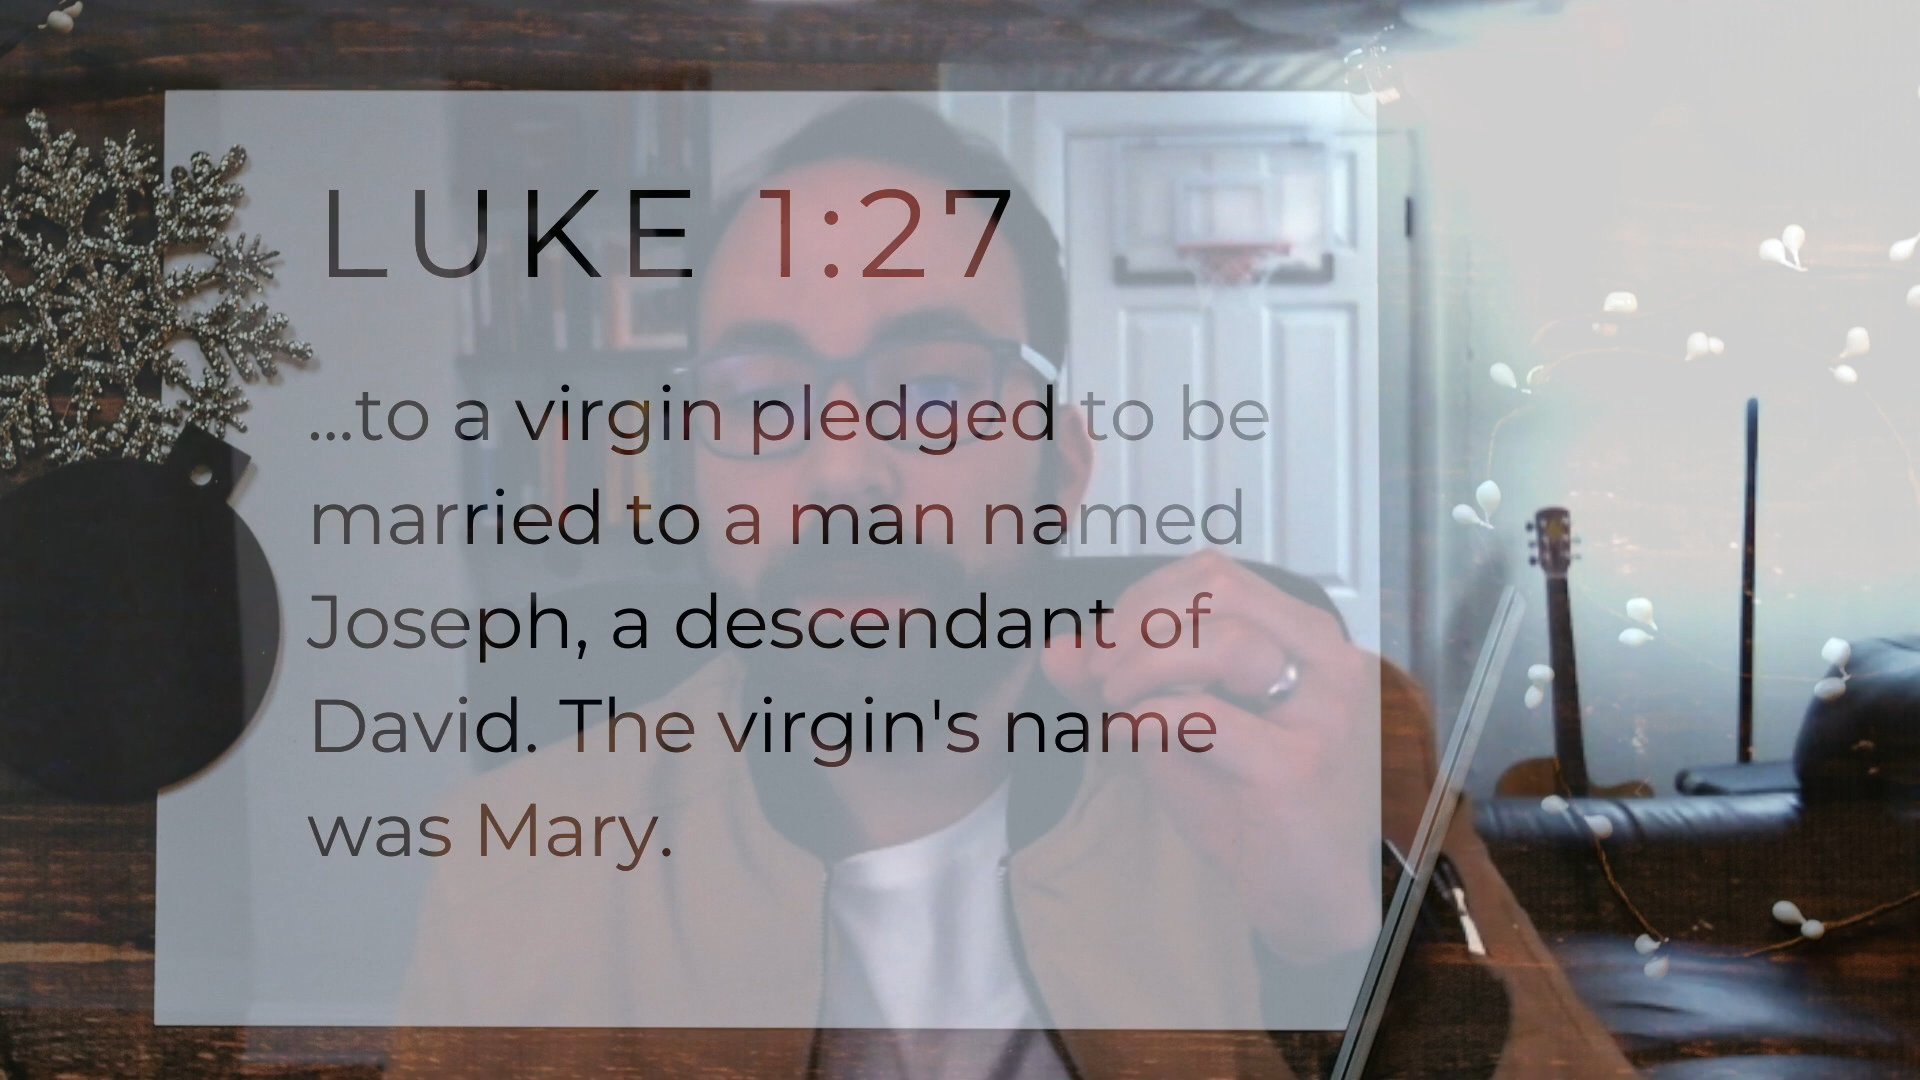 LUKE 1:27
...to a virgin pledged to be
married to a man named
Joseph, a descendant of
David. The virgin's name
was Mary.